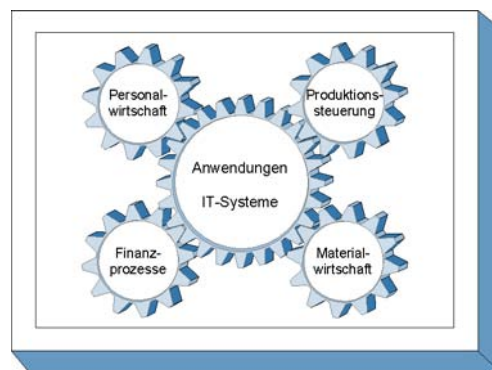 Personal-
wirtschaft
Produktions-
steuerung
Anwendungen
IT-Systeme
Finanz-
prozesse
Material-
wirtschaft